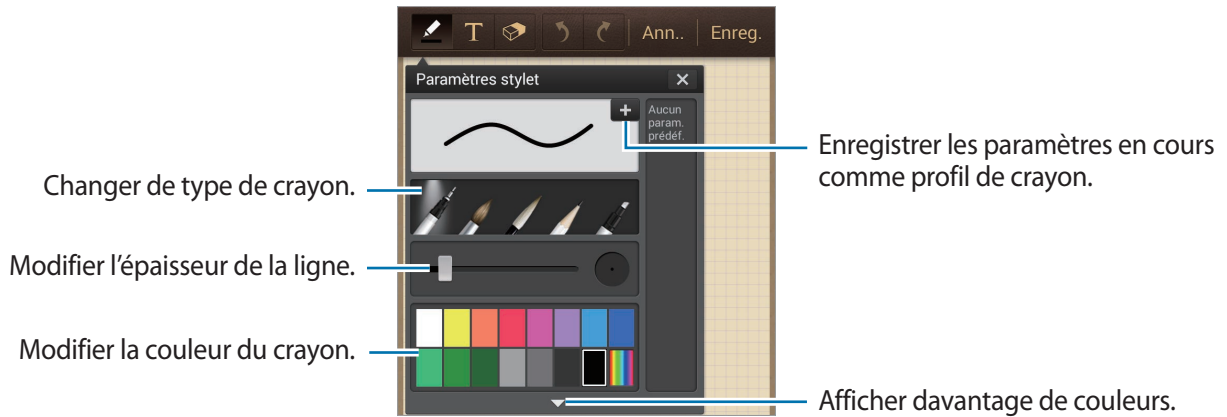 T
Ann..
Enreg.
Paramètres stylet
Aucun
param.
prédéf.
Enregistrer les paramètres en cours
comme profil de crayon.
Changer de type de crayon.
Modifier l'épaisseur de la ligne.
Modifier la couleur du crayon.
Afficher davantage de couleurs.